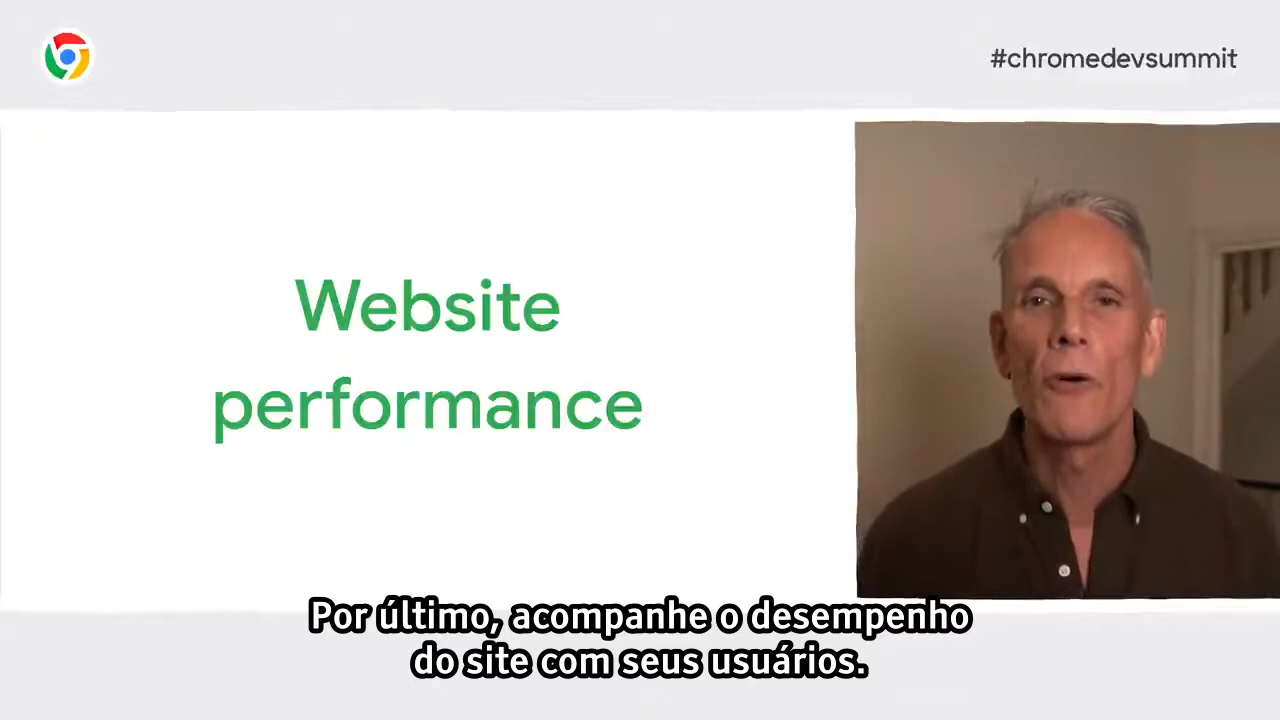 #chromedevsummit
Website
performance
Por último, acompanhe o desempenho
do site com seus usuários.